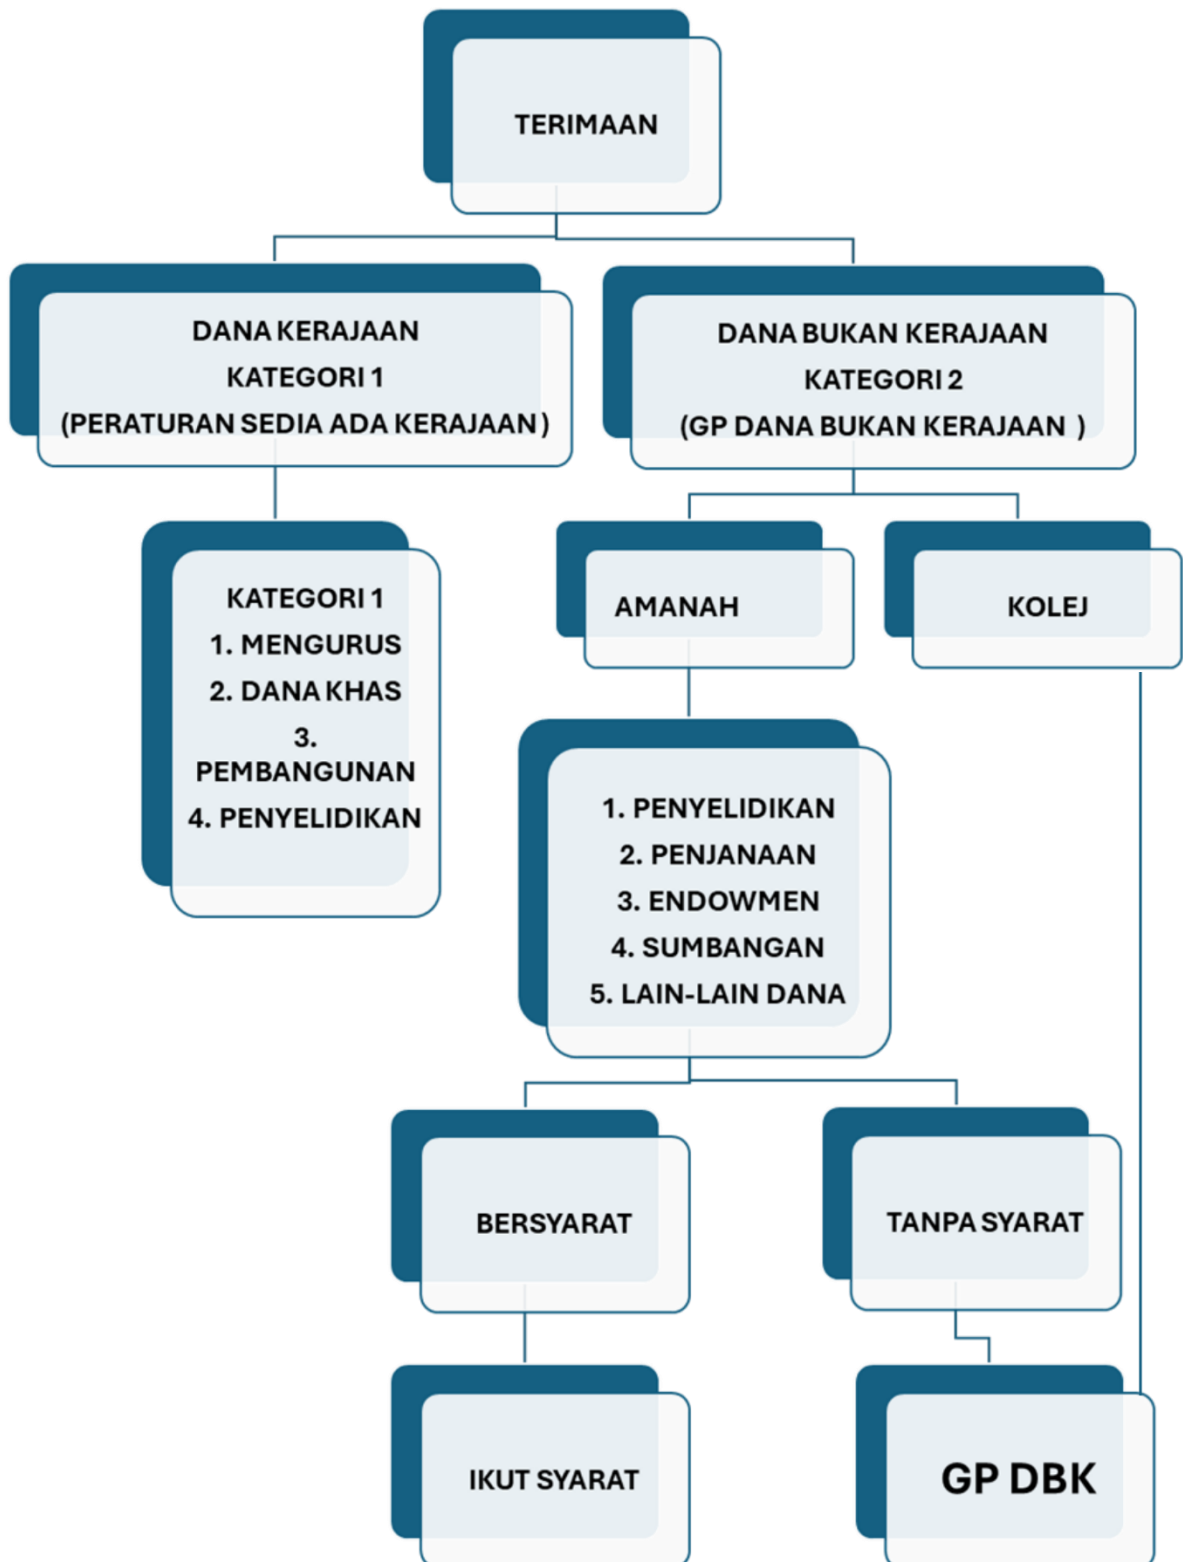 TERIMAAN
DANA KERAJAAN
KATEGORI 1
(PERATURAN SEDIA ADA KERAJAAN)
DANA BUKAN KERAJAAN
KATEGORI 2
(GP DANA BUKAN KERAJAAN )
KATEGORI 1
1. MENGURUS
2. DANA KHAS
3.
PEMBANGUNAN
4. PENYELIDIKAN
AMANAH
KOLEJ
1. PENYELIDIKAN
2. PENJANAAN
3. ENDOWMEN
4. SUMBANGAN
5. LAIN-LAIN DANA
BERSYARAT
TANPA SYARAT
IKUT SYARAT
GP DBK